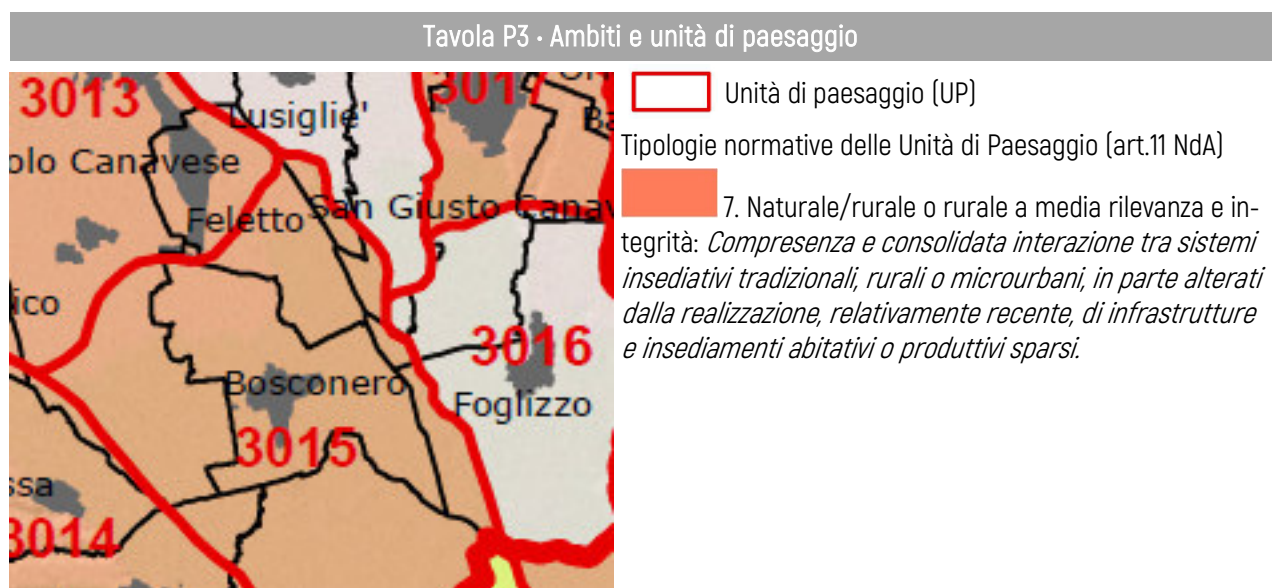 Tavola P3 • Ambiti e unità di paesaggio
3013
Lusiglie'
3017
olo Canavese
Feletto
San Giusto Canav
ico
3016
Bosconero
Foglizzo
3015
ssa
3014
Unità di paesaggio (UP)
Tipologie normative delle Unità di Paesaggio (art.11 NdA)
7. Naturale/rurale o rurale a media rilevanza e in-
tegrità: Compresenza e consolidata interazione tra sistemi
insediativi tradizionali, rurali o microurbani, in parte alterati
dalla realizzazione, relativamente recente, di infrastrutture
e insediamenti abitativi o produttivi sparsi.